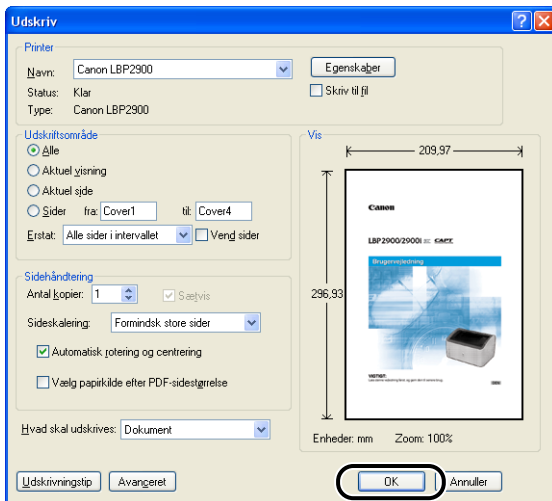 Udskriv
Printer
Navn: Canon LBP2900 Egenskaber
Status: Klar Skriv til fil
Type: Canon LBP2900
Udskriftsområde
Alle
Aktuel visning
Aktuel side
Sider fra: Cover1 til: Cover4
Erstat: Alle sider i intervallet Vend sider
Sidehåndtering
Antal kopier: 1 Sætvis
Sideskalering: Formindsk store sider
Automatisk rotering og centrering
Vælg papirkilde efter PDF-sidestørrelse
Hvad skal udskrives: Dokument
Vis
209,97
296,93
Canon
LBP2900/2900i CAPT
Brugervejledning
VIGTIGT:
Enheder: mm Zoom: 100%
Udskrivningstip Avanceret OK Annuller